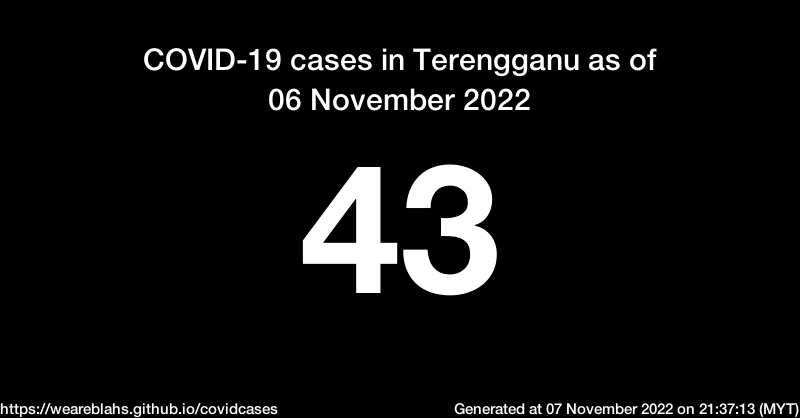 COVID-19 cases in Terengganu as of
06 November 2022
43
https://weareblahs.github.io/covidcases
Generated at 07 November 2022 on 21:37:13 (MYT)